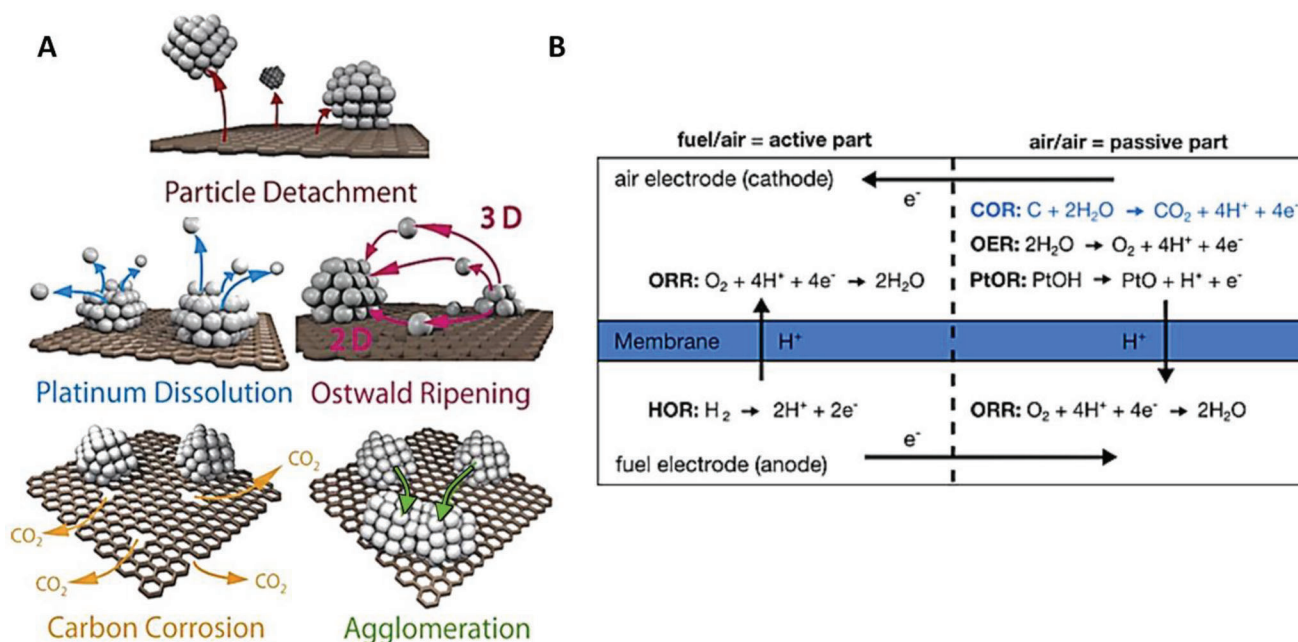 A
Particle Detachment
3 D
2 D
Platinum Dissolution
Ostwald Ripening
CO₂
CO₂
CO₂
CO₂
Carbon Corrosion
Agglomeration
B
fuel/air = active part
air/air = passive part
air electrode (cathode)
e⁻
COR: C + 2H₂O → CO₂ + 4H⁺ + 4e⁻
OER: 2H₂O → O₂ + 4H⁺ + 4e⁻
ORR: O₂ + 4H⁺ + 4e⁻ → 2H₂O
PtOR: PtOH → PtO + H⁺ + e⁻
Membrane
H⁺
H⁺
HOR: H₂ → 2H⁺ + 2e⁻
ORR: O₂ + 4H⁺ + 4e⁻ → 2H₂O
e⁻
fuel electrode (anode)